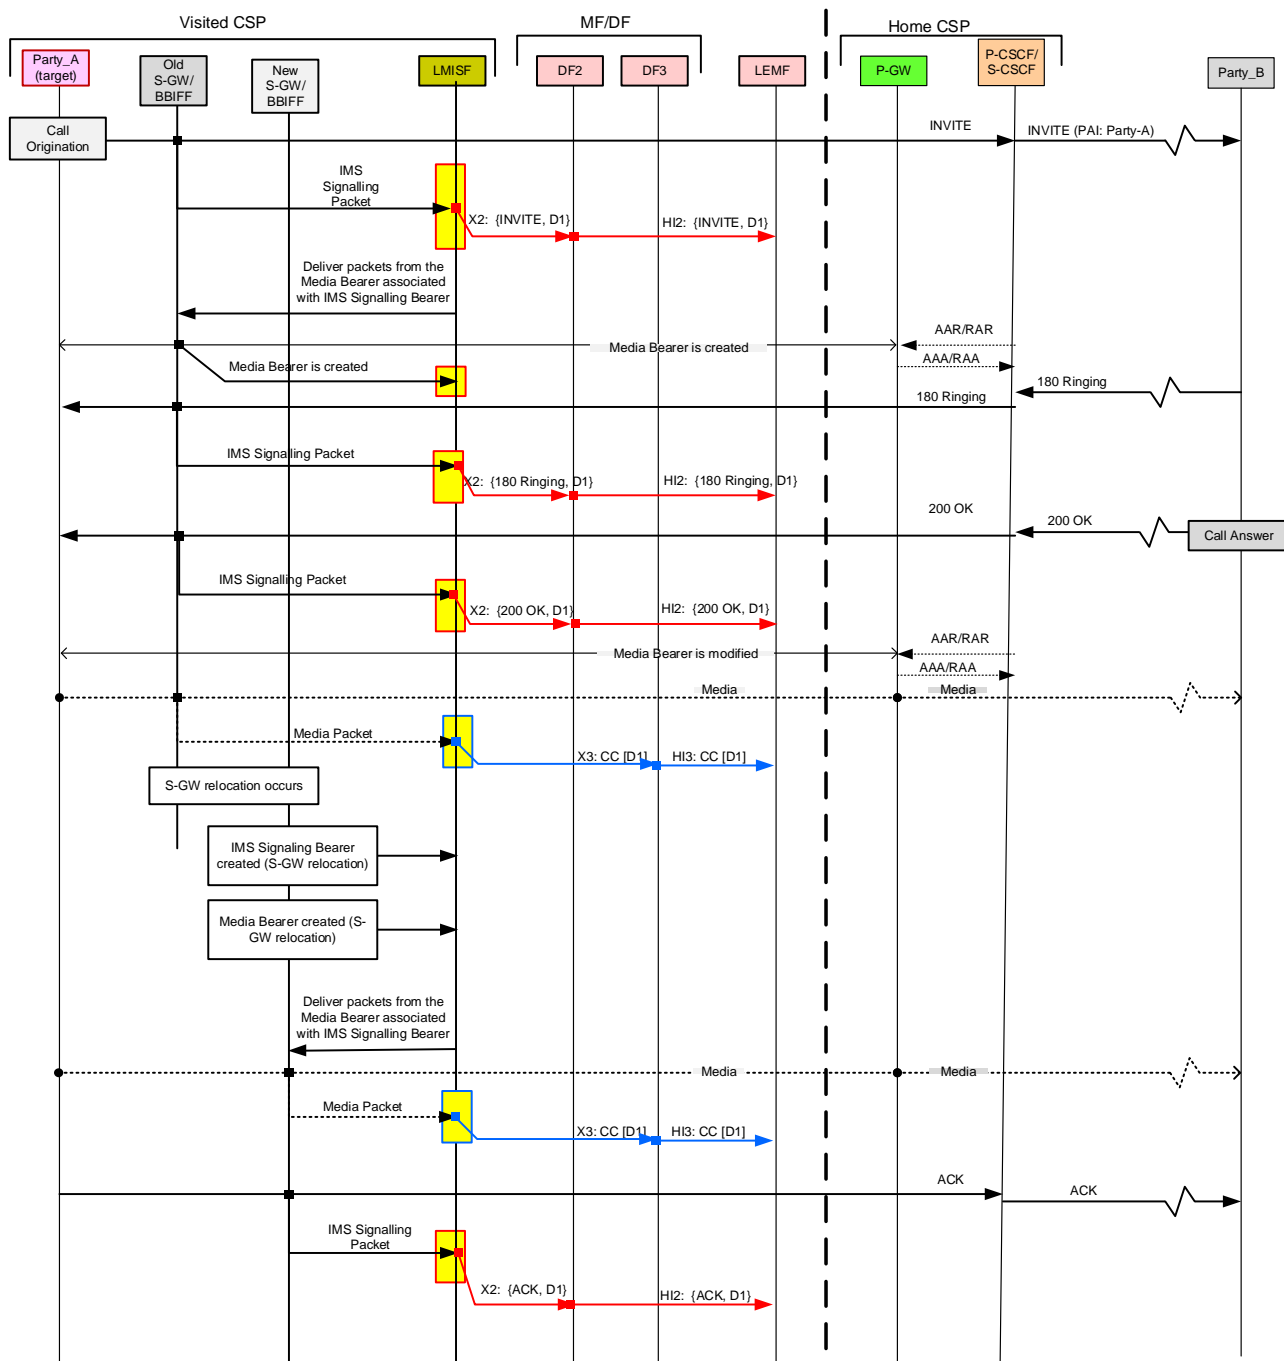 Visited CSP
MF/DF
Home CSP
Party_A
(target)
Old
S-GW/
BBIFF
New
S-GW/
BBIFF
LMISF
DF2
DF3
LEMF
P-GW
P-CSCF/
S-CSCF
Party_B
Call
Origination
INVITE
INVITE (PAI: Party-A)
IMS
Signalling
Packet
X2: {INVITE, D1}
HI2: {INVITE, D1}
Deliver packets from the
Media Bearer associated
with IMS Signalling Bearer
AAR/RAR
Media Bearer is created
Media Bearer is created
AAA/RAA
180 Ringing
180 Ringing
IMS Signalling Packet
X2: {180 Ringing, D1}
HI2: {180 Ringing, D1}
200 OK
200 OK
Call Answer
IMS Signalling Packet
X2: {200 OK, D1}
HI2: {200 OK, D1}
AAR/RAR
Media Bearer is modified
AAA/RAA
Media
Media
Media Packet
X3: CC [D1]
HI3: CC [D1]
S-GW relocation occurs
IMS Signaling Bearer
created (S-GW relocation)
Media Bearer created (S-
GW relocation)
Deliver packets from the
Media Bearer associated
with IMS Signalling Bearer
Media
Media
Media Packet
X3: CC [D1]
HI3: CC [D1]
ACK
ACK
IMS Signalling
Packet
X2: {ACK, D1}
HI2: {ACK, D1}